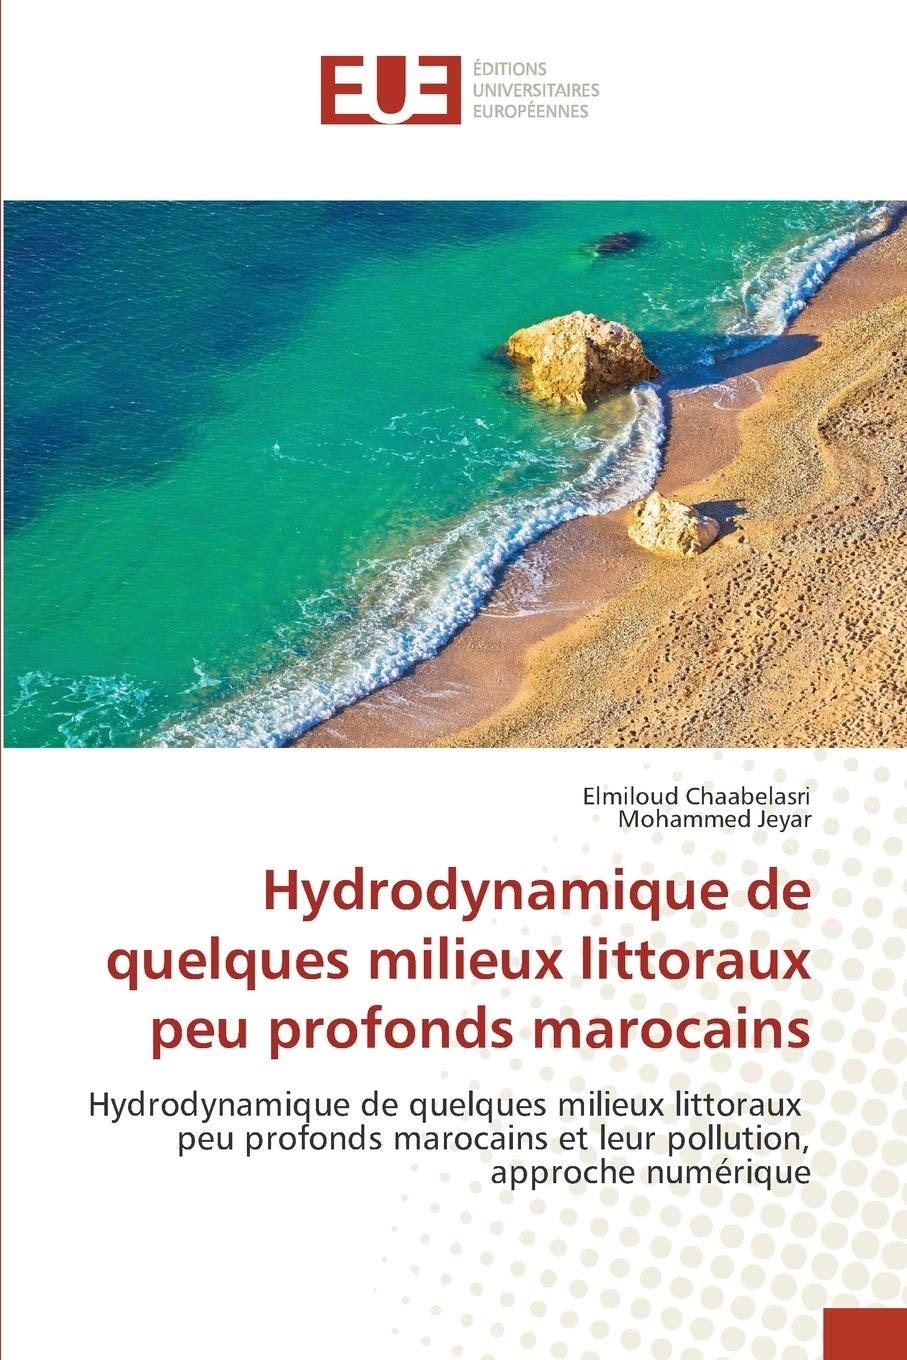 EUE
ÉDITIONS
UNIVERSITAIRES
EUROPÉENNES
Elmiloud Chaabelasri
Mohammed Jeyar
Hydrodynamique de
quelques milieux littoraux
peu profonds marocains
Hydrodynamique de quelques milieux littoraux
peu profonds marocains et leur pollution,
approche numérique